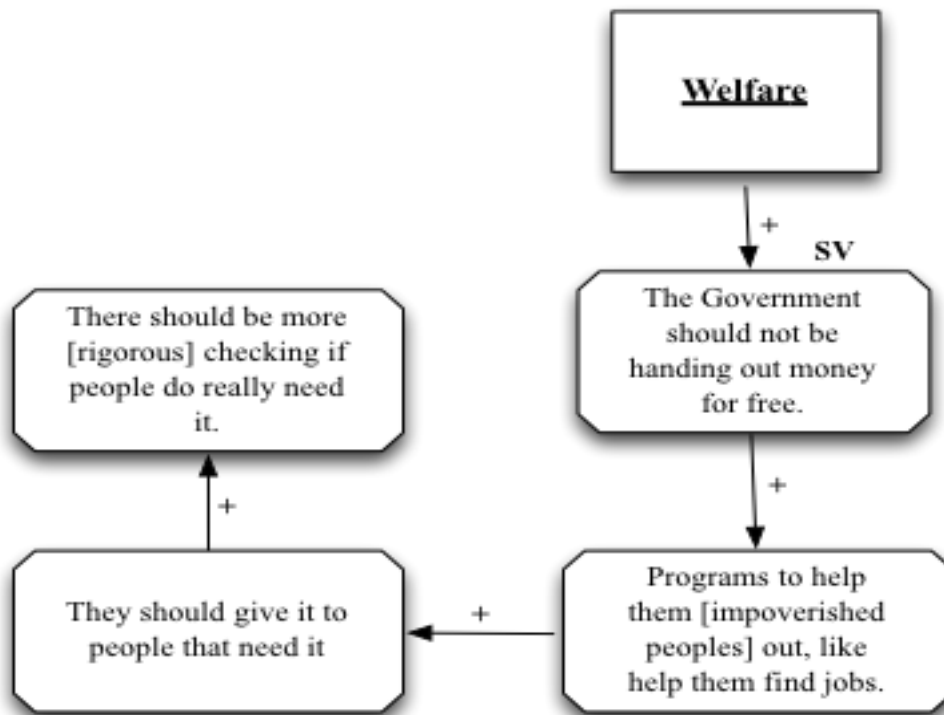 Welfare
+
SV
The Government
should not be
handing out money
for free.
+
Programs to help
them [impoverished
peoples] out, like
help them find jobs.
+
They should give it to
people that need it
+
There should be more
[rigorous] checking if
people do really need
it.